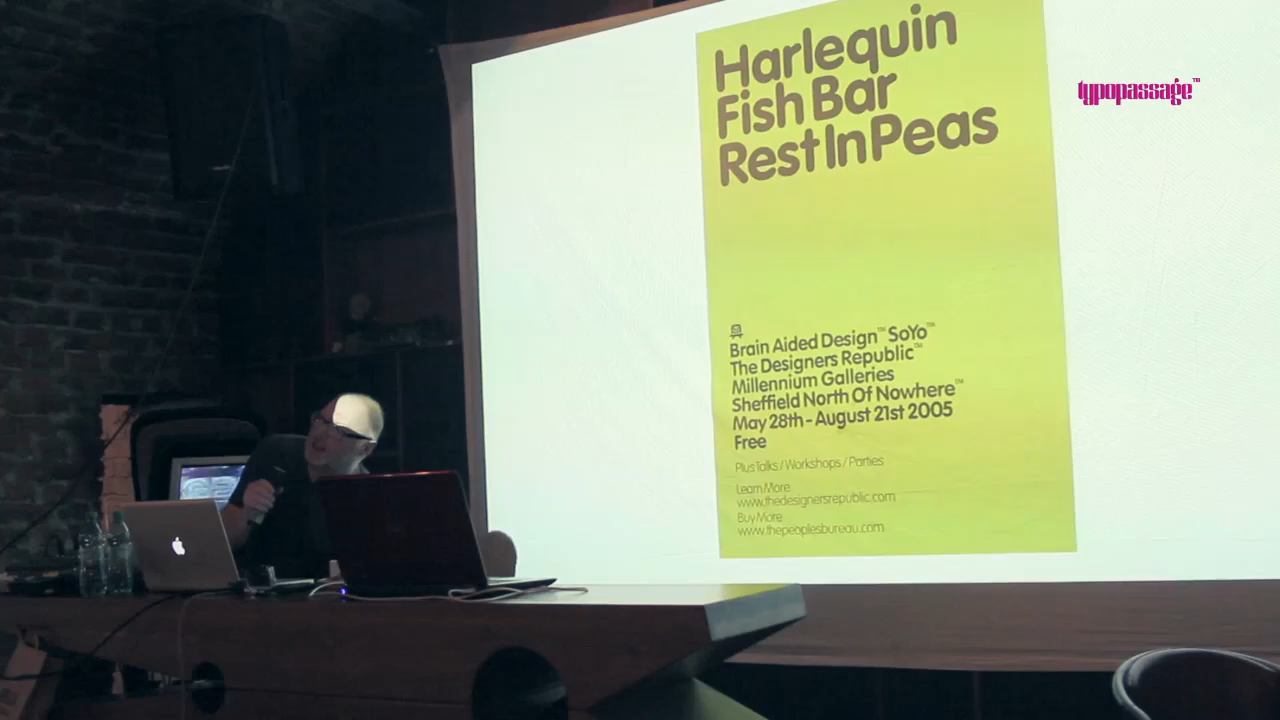 Harlequin
Fish Bar
Rest In Peas
typopassage™
Brain Aided Design™ SoYo™
The Designers Republic™
Millennium Galleries
Sheffield North Of Nowhere™
May 28th - August 21st 2005
Free
Plus Talks / Workshops / Parties
Learn More
www.thedesignersrepublic.com
Buy More
www.thepeoplesbureau.com